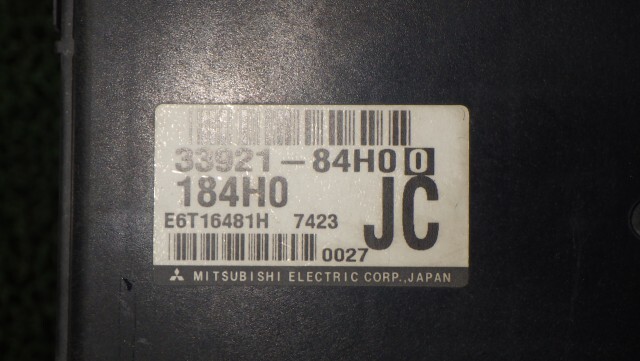 33921-84H0 0
184H0 JC
E6T16481H 7423
0027
MITSUBISHI ELECTRIC CORP., JAPAN